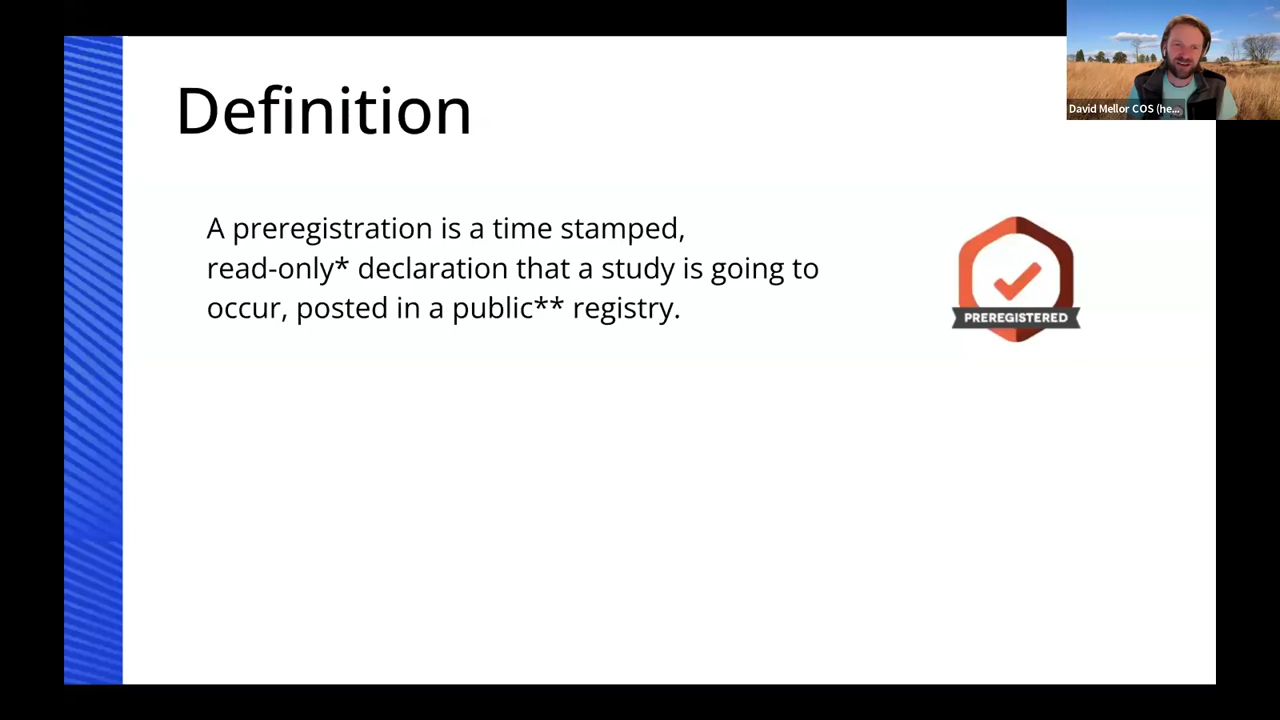 Definition
David Mellor COS (he...
A preregistration is a time stamped,
read-only* declaration that a study is going to
occur, posted in a public** registry.
PREREGISTERED